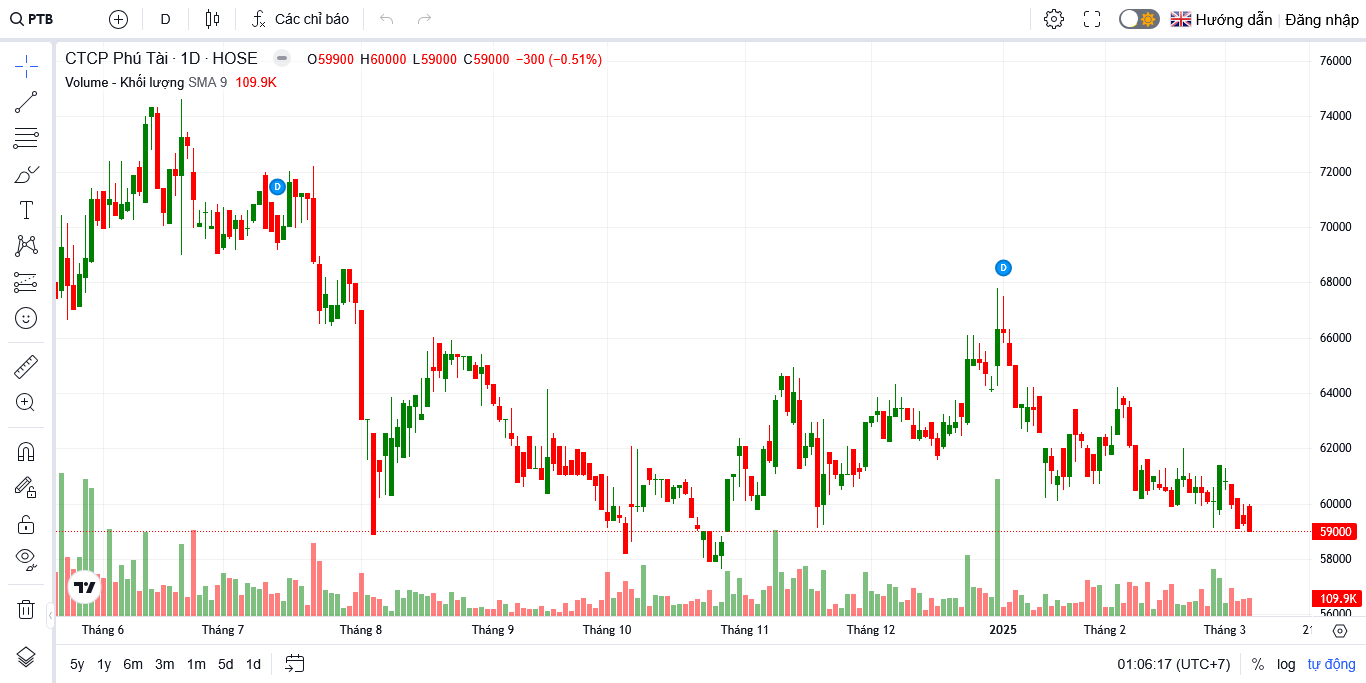 PTB D Các chỉ báo Hướng dẫn Đăng nhập
CTCP Phú Tài · 1D · HOSE O59900 H60000 L59000 C59000 −300 (−0.51%)
Volume - Khối lượng SMA 9 109.9K
76000
74000
72000
70000
68000
66000
64000
62000
60000
59000
58000
109.9K
56000
D
D
T
Tháng 6 Tháng 7 Tháng 8 Tháng 9 Tháng 10 Tháng 11 Tháng 12 2025 Tháng 2 Tháng 3
5y 1y 6m 3m 1m 5d 1d 01:06:17 (UTC+7) % log tự động